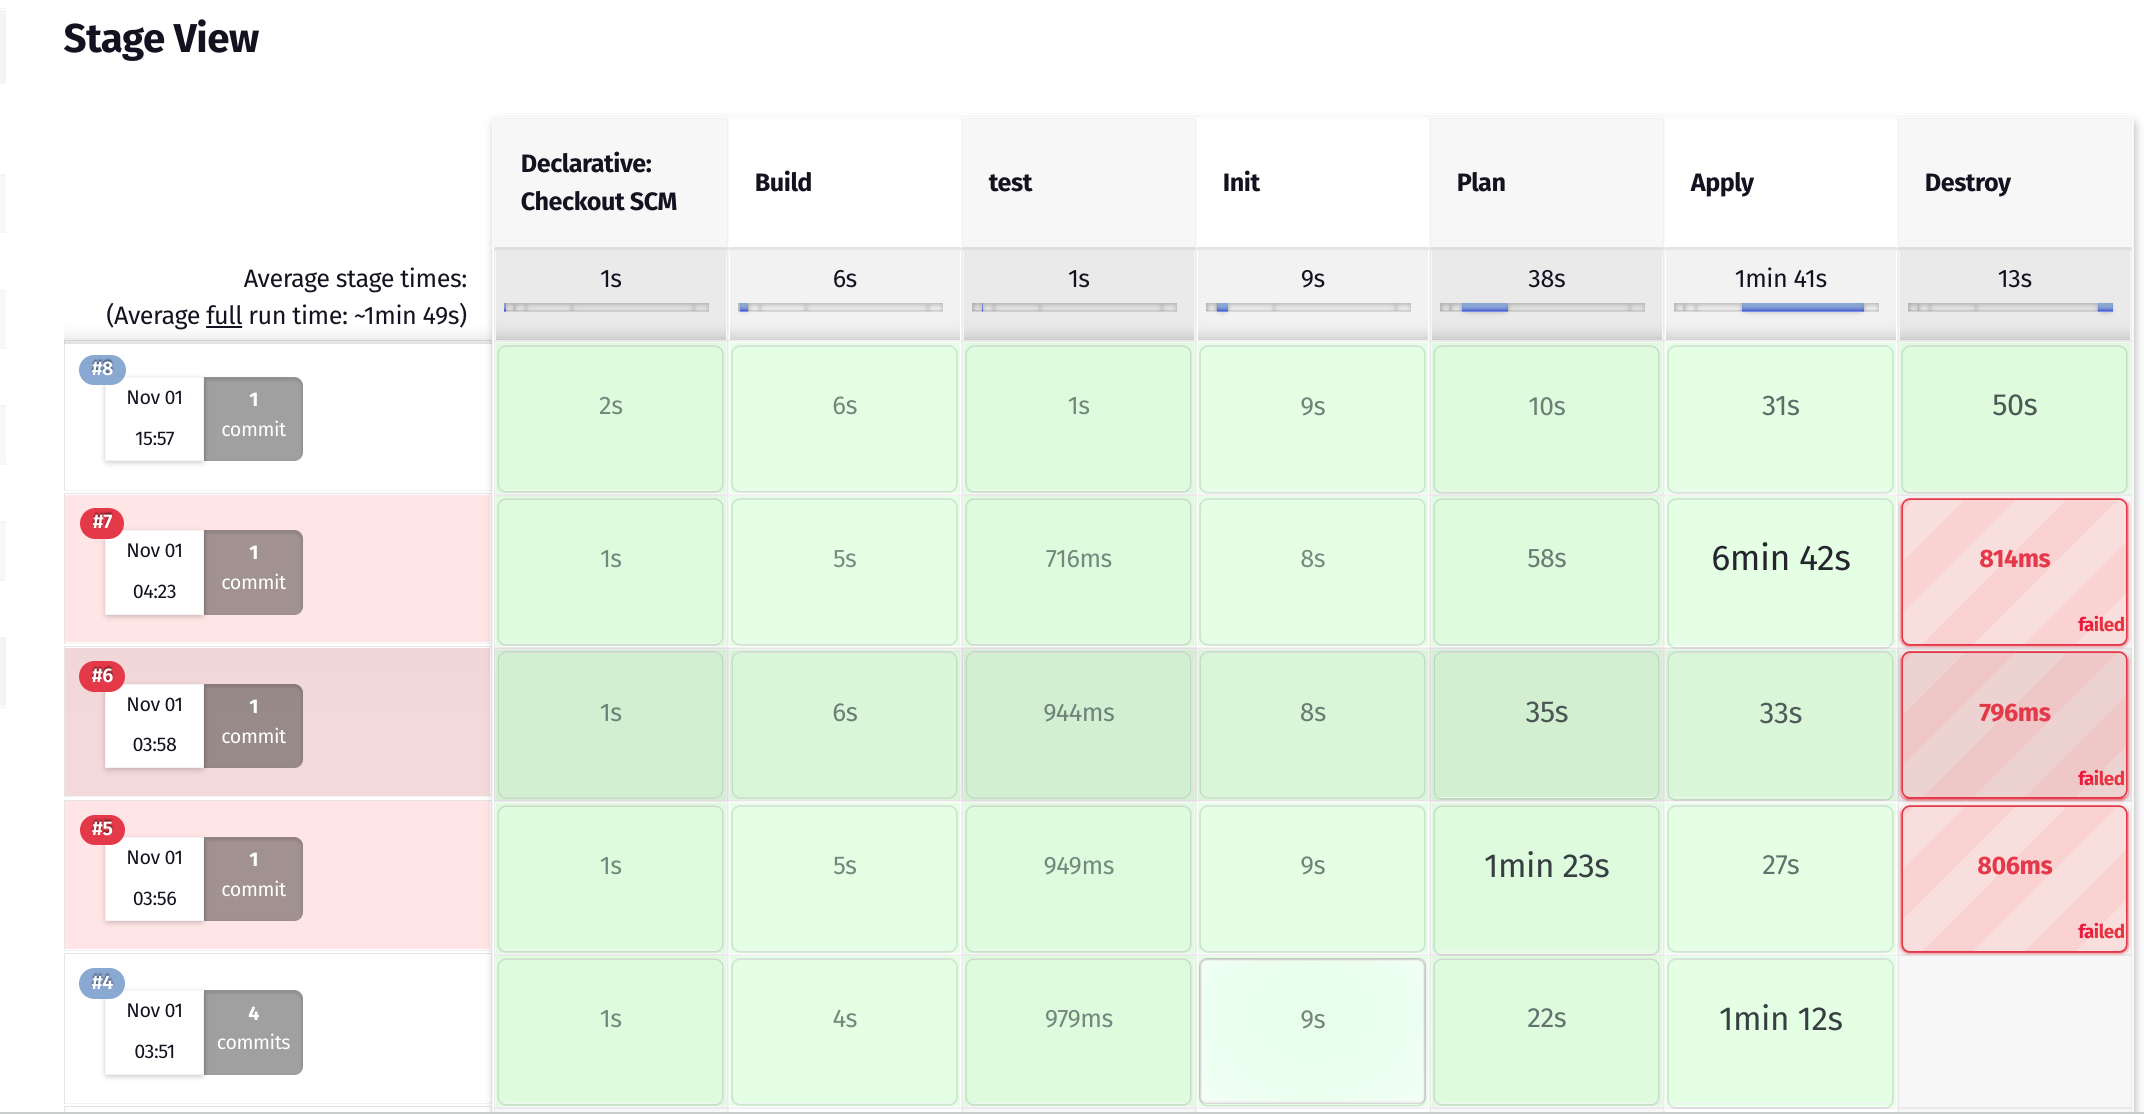 Stage View
Declarative:
Checkout SCM
Build
test
Init
Plan
Apply
Destroy
Average stage times:
(Average full run time: ~1min 49s)
1s
6s
1s
9s
38s
1min 41s
13s
#8
Nov 01
15:57
1
commit
2s
6s
1s
9s
10s
31s
50s
#7
Nov 01
04:23
1
commit
1s
5s
716ms
8s
58s
6min 42s
814ms
failed
#6
Nov 01
03:58
1
commit
1s
6s
944ms
8s
35s
33s
796ms
failed
#5
Nov 01
03:56
1
commit
1s
5s
949ms
9s
1min 23s
27s
806ms
failed
#4
Nov 01
03:51
4
commits
1s
4s
979ms
9s
22s
1min 12s